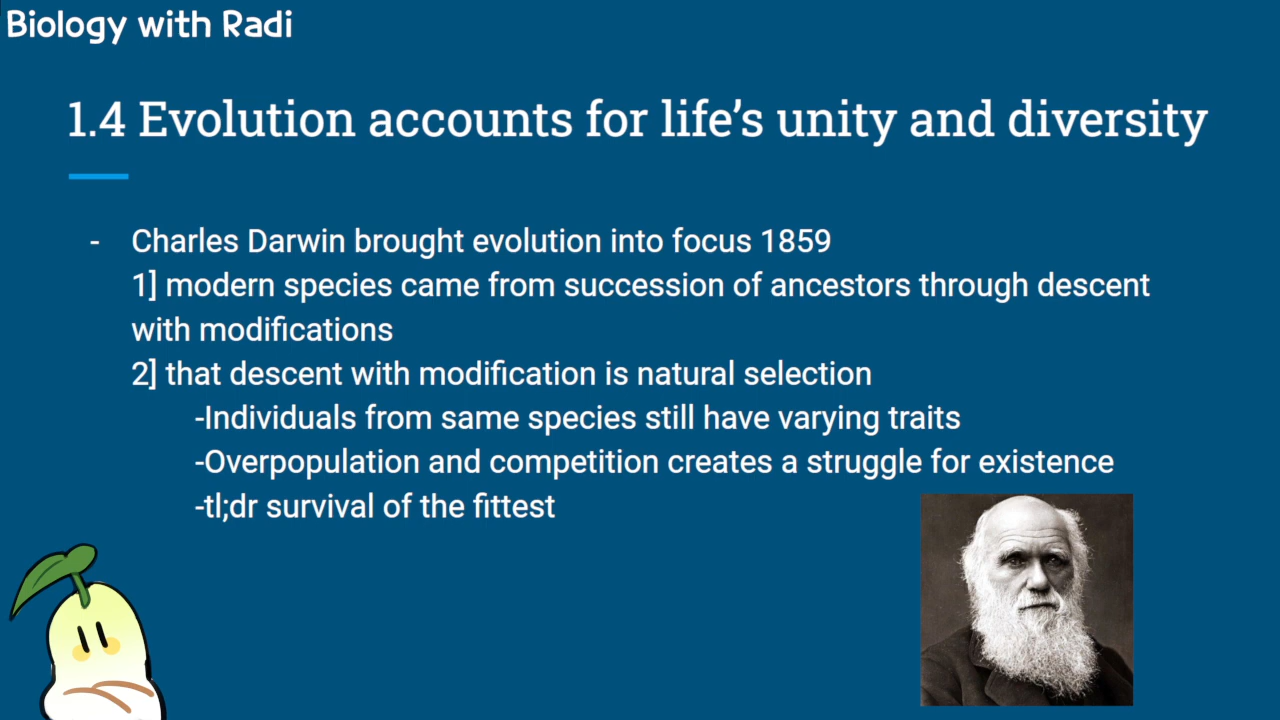 Biology with Radi
1.4 Evolution accounts for life's unity and diversity
- Charles Darwin brought evolution into focus 1859
1] modern species came from succession of ancestors through descent
with modifications
2] that descent with modification is natural selection
-Individuals from same species still have varying traits
-Overpopulation and competition creates a struggle for existence
-tl;dr survival of the fittest